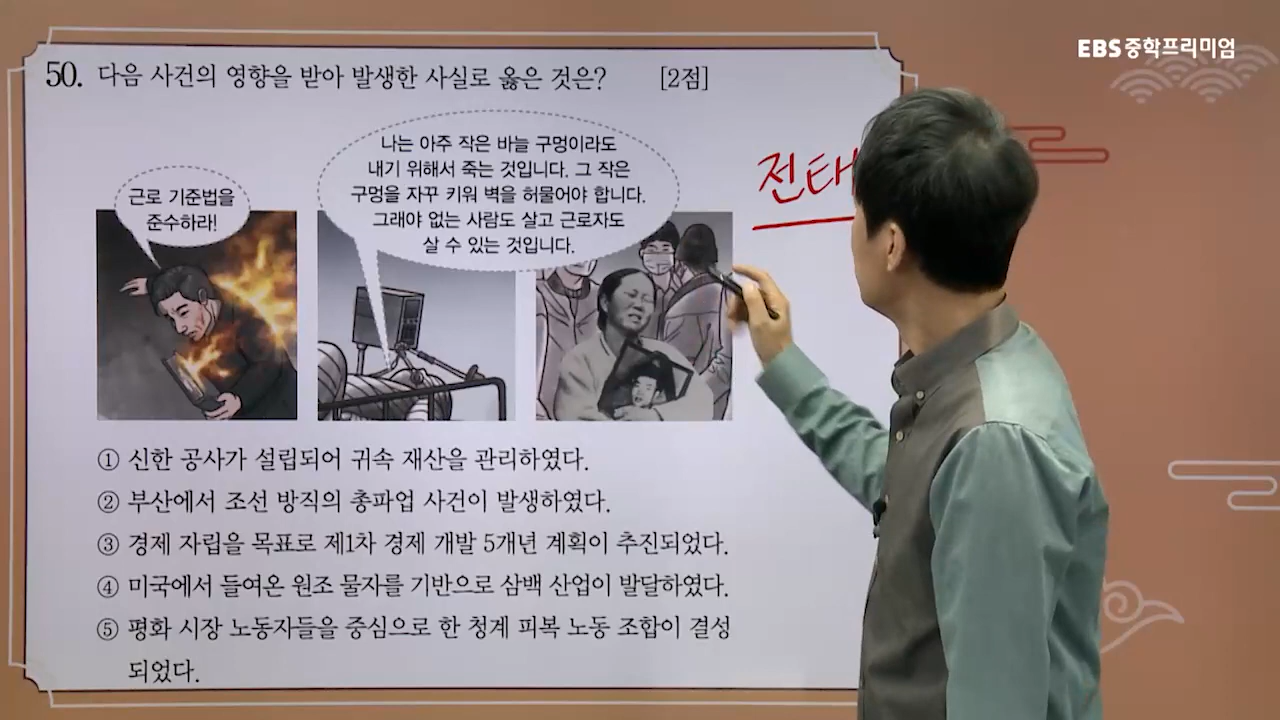 EBS 중학프리미엄
50. 다음 사건의 영향을 받아 발생한 사실로 옳은 것은? [2점]
근로 기준법을
준수하라!
나는 아주 작은 바늘 구멍이라도
내기 위해서 죽는 것입니다. 그 작은
구멍을 자꾸 키워 벽을 허물어야 합니다.
그래야 없는 사람도 살고 근로자도
살 수 있는 것입니다.
전태
① 신한 공사가 설립되어 귀속 재산을 관리하였다.
② 부산에서 조선 방직의 총파업 사건이 발생하였다.
③ 경제 자립을 목표로 제1차 경제 개발 5개년 계획이 추진되었다.
④ 미국에서 들여온 원조 물자를 기반으로 삼백 산업이 발달하였다.
⑤ 평화 시장 노동자들을 중심으로 한 청계 피복 노동 조합이 결성
되었다.